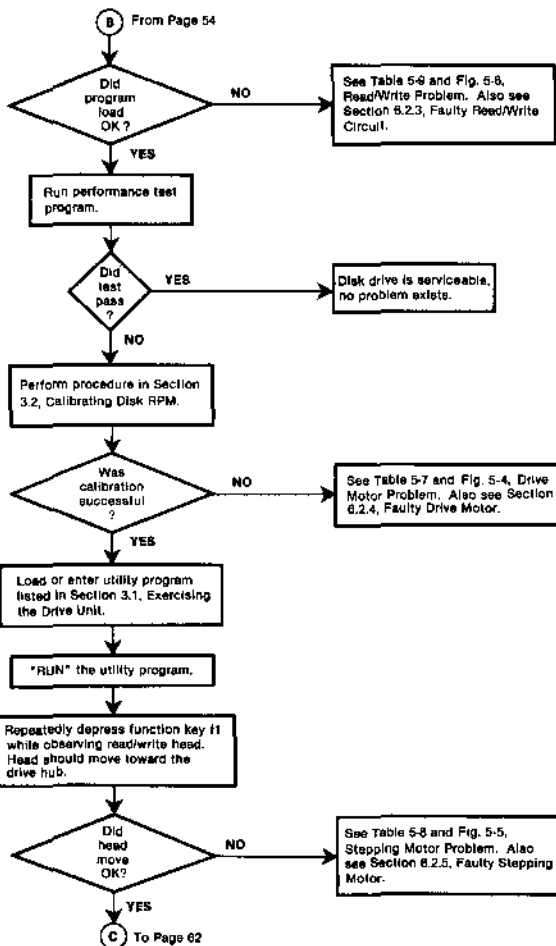 B From Page 54
Did
program
load
OK?
NO
See Table 5-9 and Fig. 5-6,
Read/Write Problem. Also see
Section 6.2.3, Faulty Read/Write
Circuit.
YES
Run performance test
program.
Did
test
pass
?
YES
Disk drive is serviceable,
no problem exists.
NO
Perform procedure in Section
3.2, Calibrating Disk RPM.
Was
calibration
successful
?
NO
See Table 5-7 and Fig. 5-4, Drive
Motor Problem. Also see Section
6.2.4, Faulty Drive Motor.
YES
Load or enter utility program
listed in Section 3.1, Exercising
the Drive Unit.
"RUN" the utility program.
Repeatedly depress function key f1
while observing read/write head.
Head should move toward the
drive hub.
Did
head
move
OK?
NO
See Table 5-8 and Fig. 5-5,
Stepping Motor Problem. Also
see Section 6.2.5, Faulty Stepping
Motor.
YES
C To Page 62